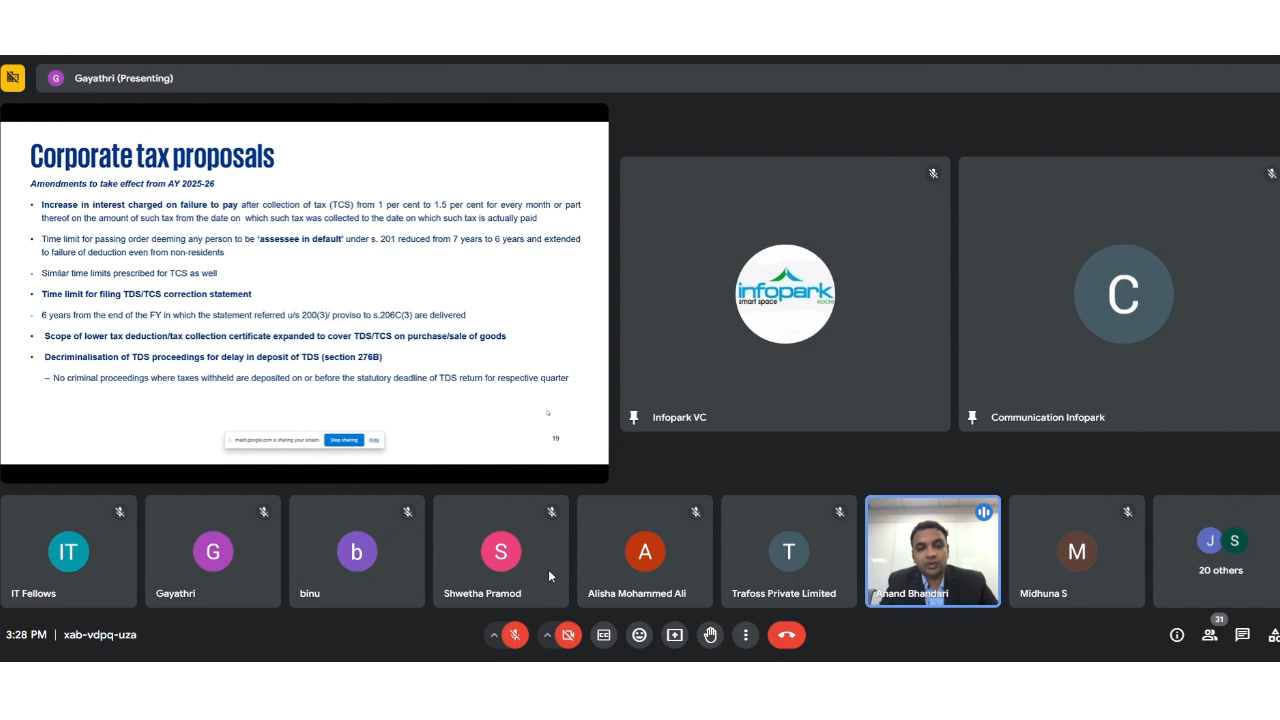 G Gayathri (Presenting)
Corporate tax proposals
Amendments to take effect from AY 2025-26
• Increase in interest charged on failure to pay after collection of tax (TCS) from 1 per cent to 1.5 per cent for every month or part
thereof on the amount of such tax from the date on which such tax was collected to the date on which such tax is actually paid
• Time limit for passing order deeming any person to be ‘assessee in default’ under s. 201 reduced from 7 years to 6 years and extended
to failure of deduction even from non-residents
- Similar time limits prescribed for TCS as well
• Time limit for filing TDS/TCS correction statement
- 6 years from the end of the FY in which the statement referred u/s 200(3)/ proviso to s.206C(3) are delivered
• Scope of lower tax deduction/tax collection certificate expanded to cover TDS/TCS on purchase/sale of goods
• Decriminalisation of TDS proceedings for delay in deposit of TDS (section 276B)
– No criminal proceedings where taxes withheld are deposited on or before the statutory deadline of TDS return for respective quarter
meet.google.com is sharing your screen. Stop sharing Hide
19
infopark
smart space KOCHI
Infopark VC
C
Communication Infopark
IT
IT Fellows
G
Gayathri
b
binu
S
Shwetha Pramod
A
Alisha Mohammed Ali
T
Trafoss Private Limited
Anand Bhandari
M
Midhuna S
J S
20 others
3:28 PM | xab-vdpq-uza
31